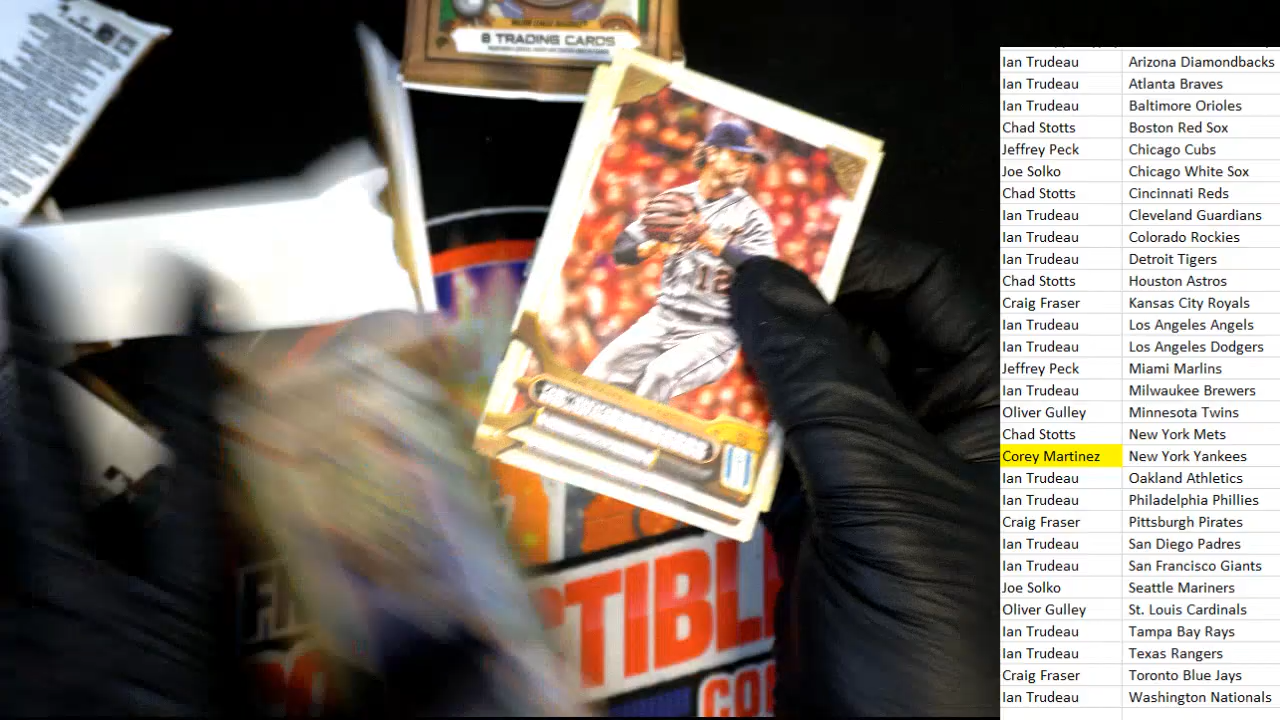 8 TRADING CARDS
12
TIBL
CO
Ian Trudeau Arizona Diamondbacks
Ian Trudeau Atlanta Braves
Ian Trudeau Baltimore Orioles
Chad Stotts Boston Red Sox
Jeffrey Peck Chicago Cubs
Joe Solko Chicago White Sox
Chad Stotts Cincinnati Reds
Ian Trudeau Cleveland Guardians
Ian Trudeau Colorado Rockies
Ian Trudeau Detroit Tigers
Chad Stotts Houston Astros
Craig Fraser Kansas City Royals
Ian Trudeau Los Angeles Angels
Ian Trudeau Los Angeles Dodgers
Jeffrey Peck Miami Marlins
Ian Trudeau Milwaukee Brewers
Oliver Gulley Minnesota Twins
Chad Stotts New York Mets
Corey Martinez New York Yankees
Ian Trudeau Oakland Athletics
Ian Trudeau Philadelphia Phillies
Craig Fraser Pittsburgh Pirates
Ian Trudeau San Diego Padres
Ian Trudeau San Francisco Giants
Joe Solko Seattle Mariners
Oliver Gulley St. Louis Cardinals
Ian Trudeau Tampa Bay Rays
Ian Trudeau Texas Rangers
Craig Fraser Toronto Blue Jays
Ian Trudeau Washington Nationals